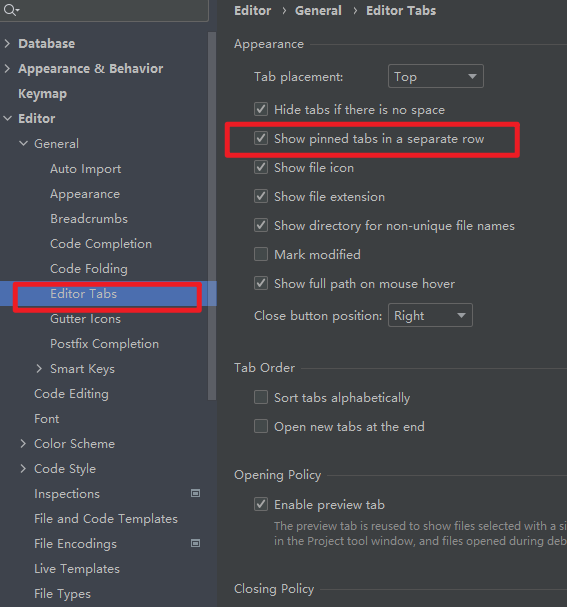 Database
Appearance & Behavior
Keymap
Editor
General
Auto Import
Appearance
Breadcrumbs
Code Completion
Code Folding
Editor Tabs
Gutter Icons
Postfix Completion
Smart Keys
Code Editing
Font
Color Scheme
Code Style
Inspections
File and Code Templates
File Encodings
Live Templates
File Types
Editor › General › Editor Tabs
Appearance
Tab placement: Top
Hide tabs if there is no space
Show pinned tabs in a separate row
Show file icon
Show file extension
Show directory for non-unique file names
Mark modified
Show full path on mouse hover
Close button position: Right
Tab Order
Sort tabs alphabetically
Open new tabs at the end
Opening Policy
Enable preview tab
The preview tab is reused to show files selected with a si
in the Project tool window, and files opened during deb
Closing Policy